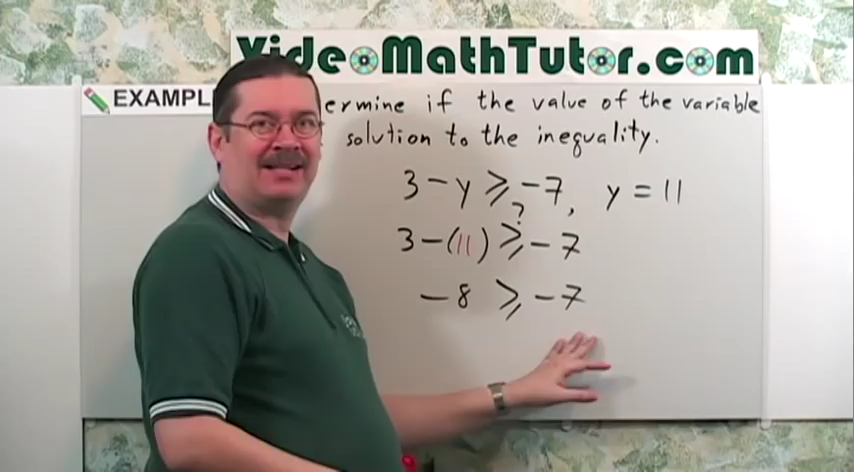 VideoMathTutor.com
EXAMPL
ermine if the value of the variable
solution to the inequality.
3 - y ≥ -7, y = 11
?
3 - (11) ≥ -7
-8 ≥ -7